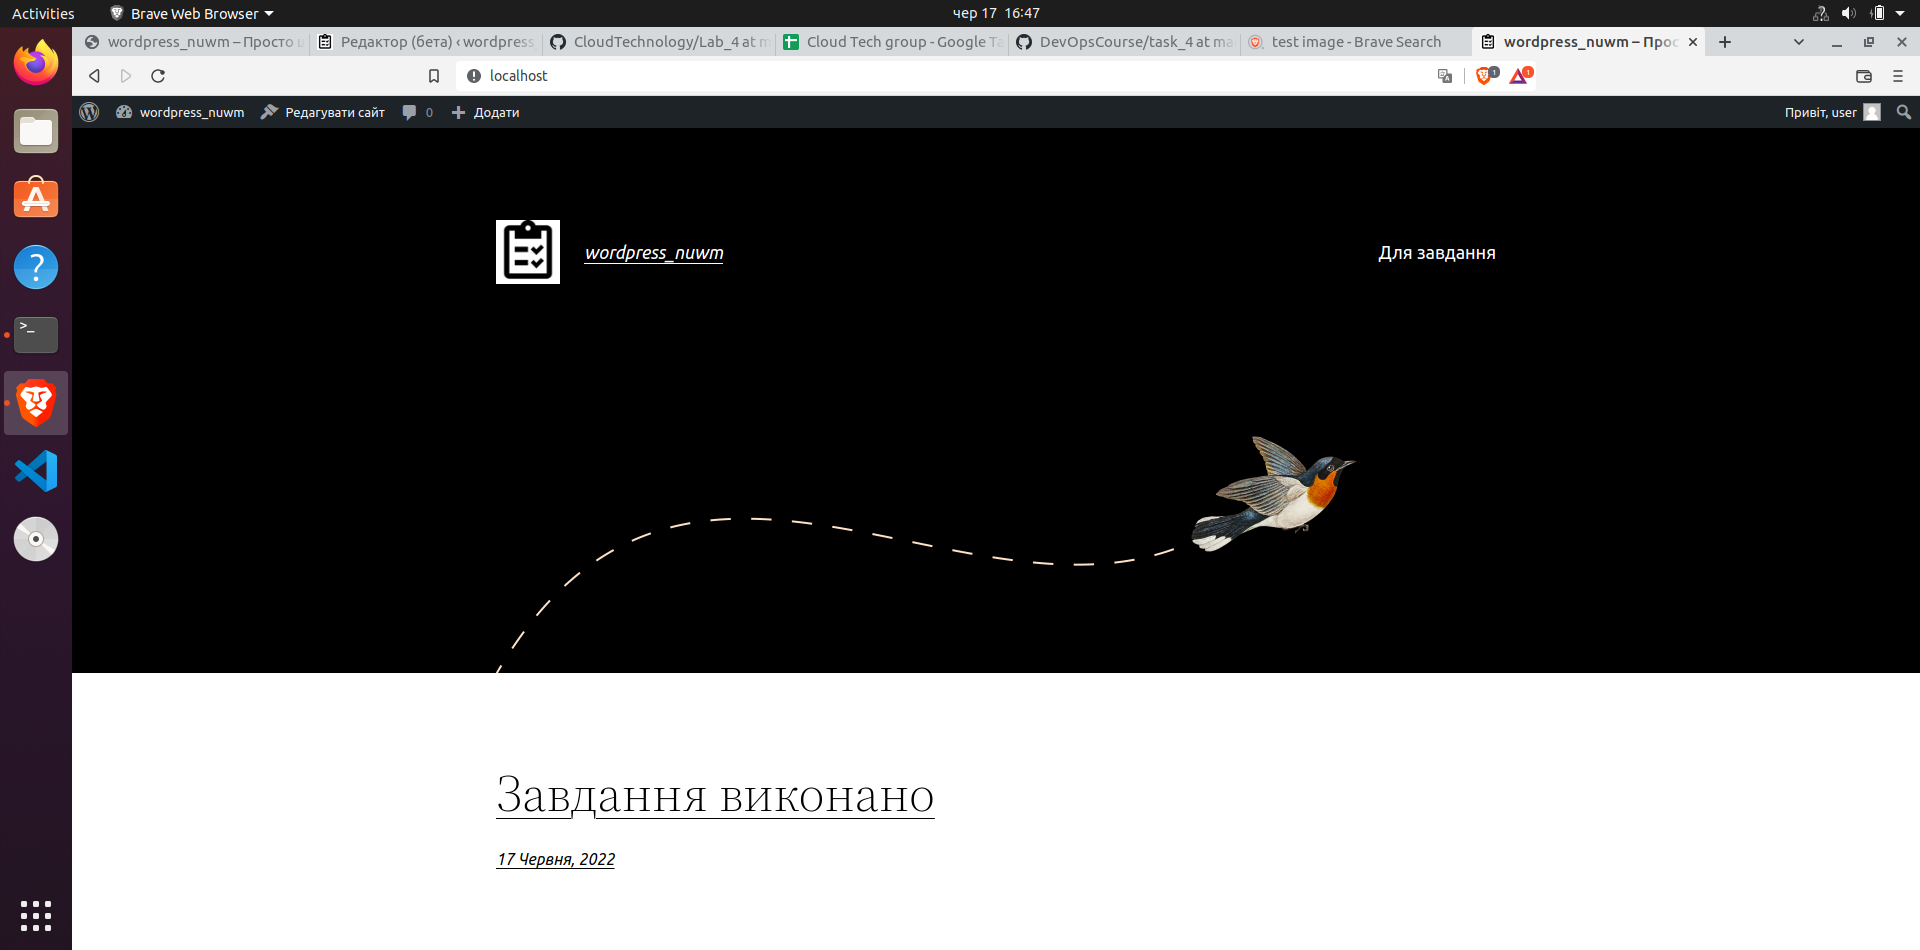 Activities
Brave Web Browser
чер 17 16:47
wordpress_nuwm – Просто
Редактор (бета) ‹ wordpress
CloudTechnology/Lab_4 at m
Cloud Tech group - Google Ta
DevOpsCourse/task_4 at ma
test image - Brave Search
wordpress_nuwm – Прос
localhost
1
1
wordpress_nuwm
Редагувати сайт
0
Додати
Привіт, user
wordpress_nuwm
Для завдання
Завдання виконано
17 Червня, 2022